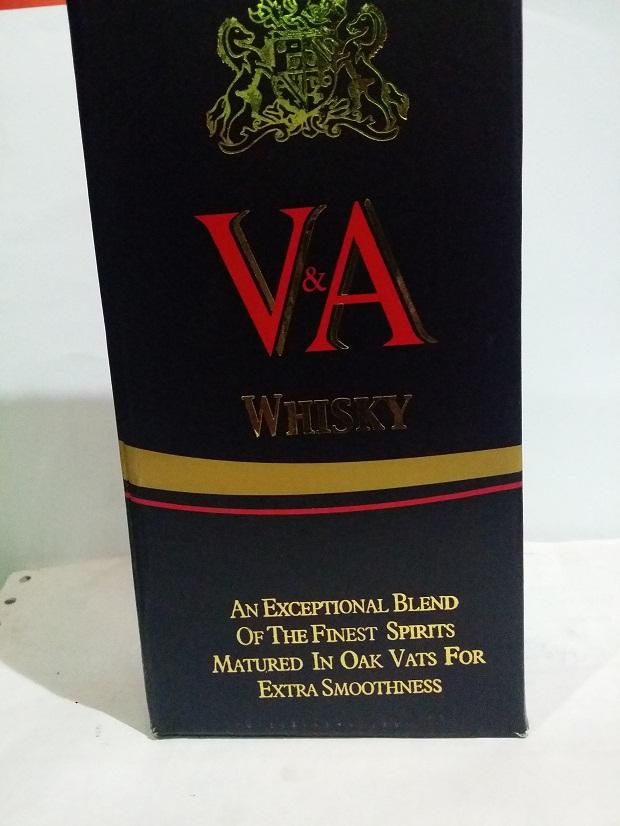 V&A
WHISKY
AN EXCEPTIONAL BLEND
OF THE FINEST SPIRITS
MATURED IN OAK VATS FOR
EXTRA SMOOTHNESS